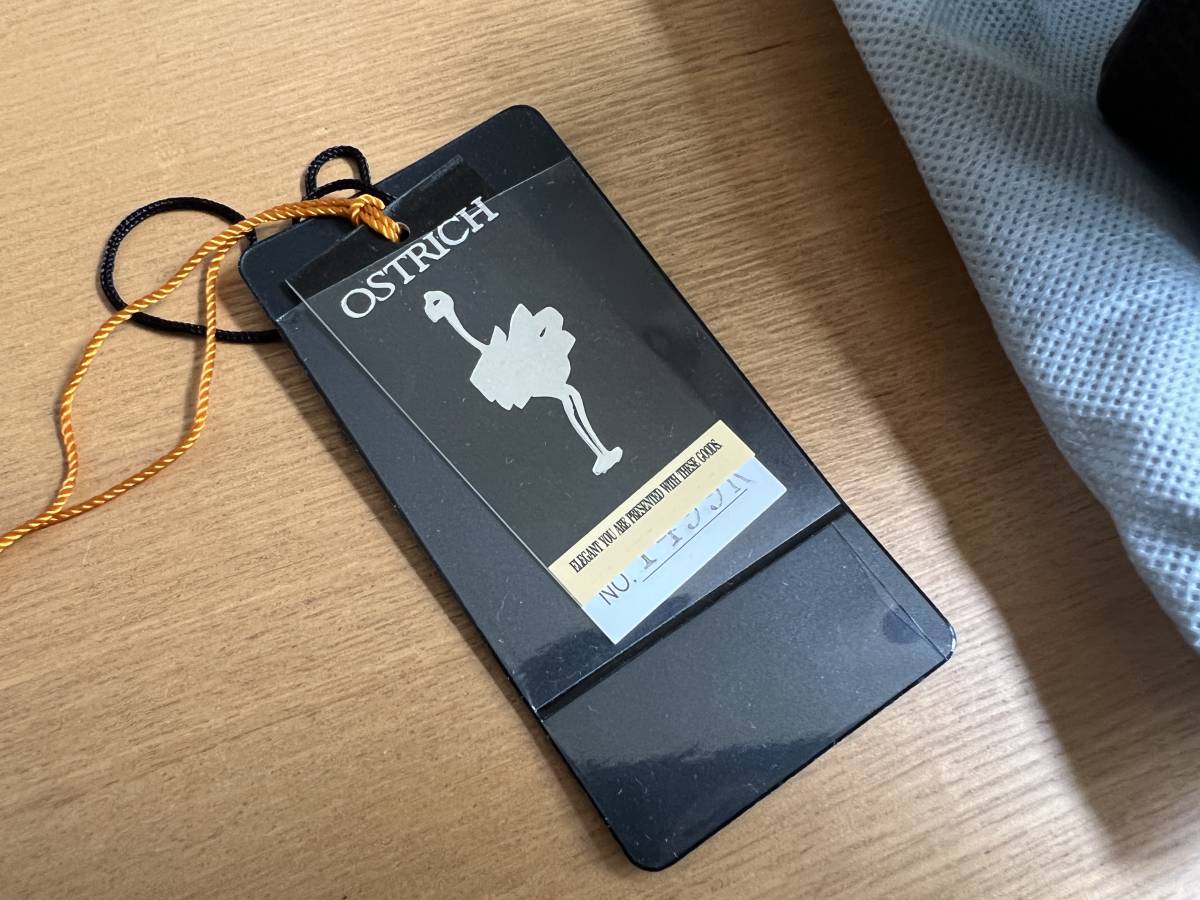 OSTRICH
ELEGANT YOU ARE PRESENTED WITH THESE GOODS.
NO.